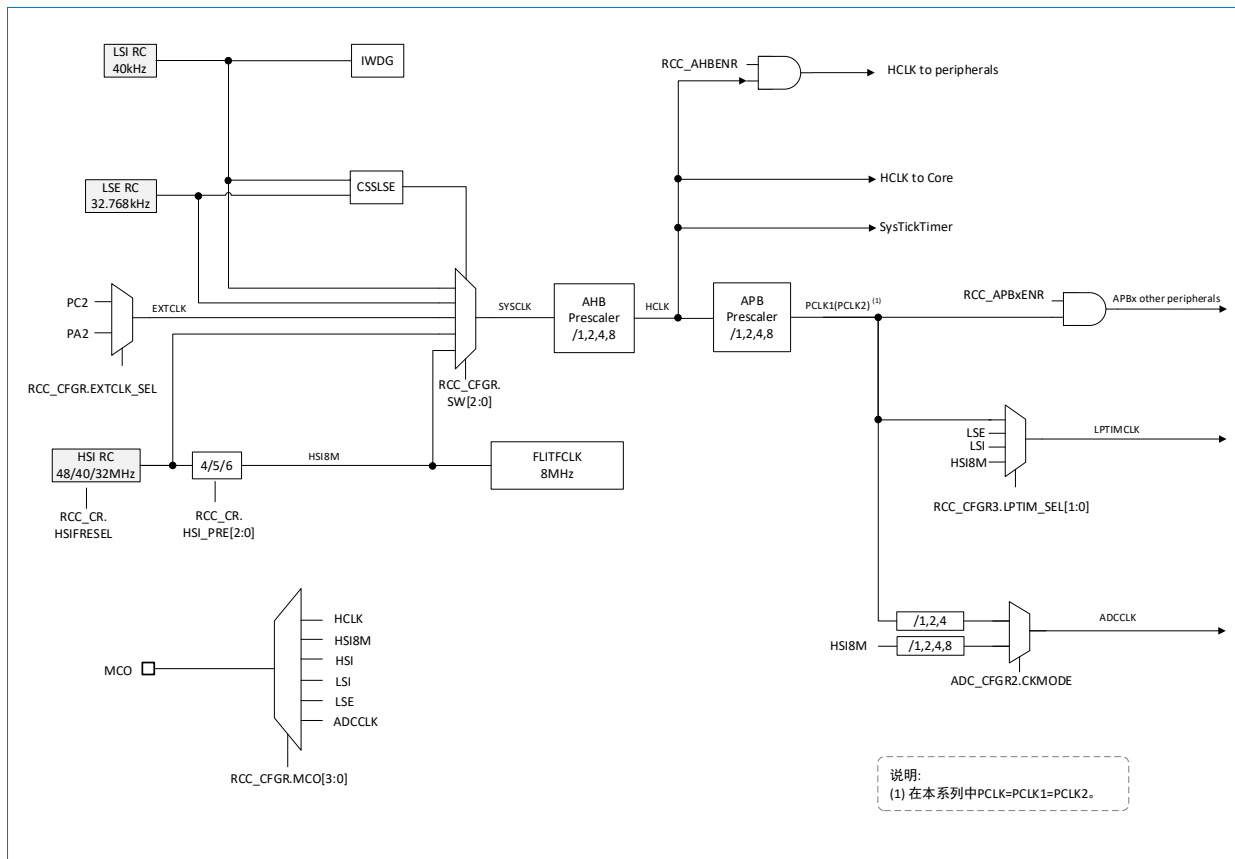 LSI RC
40kHz
IWDG
RCC_AHBENR
HCLK to peripherals
LSE RC
32.768kHz
CSSLSE
HCLK to Core
SysTickTimer
PC2
PA2
EXTCLK
RCC_CFGR.EXTCLK_SEL
SYSCLK
RCC_CFGR.
SW[2:0]
AHB
Prescaler
/1,2,4,8
HCLK
APB
Prescaler
/1,2,4,8
PCLK1(PCLK2) (1)
RCC_APBxENR
APBx other peripherals
HSI RC
48/40/32MHz
RCC_CR.
HSIFRESEL
4/5/6
RCC_CR.
HSI_PRE[2:0]
HSI8M
FLITFCLK
8MHz
LSE
LSI
HSI8M
LPTIMCLK
RCC_CFGR3.LPTIM_SEL[1:0]
/1,2,4
HSI8M
/1,2,4,8
ADCCLK
ADC_CFGR2.CKMODE
MCO
HCLK
HSI8M
HSI
LSI
LSE
ADCCLK
RCC_CFGR.MCO[3:0]
说明:
(1) 在本系列中PCLK=PCLK1=PCLK2。